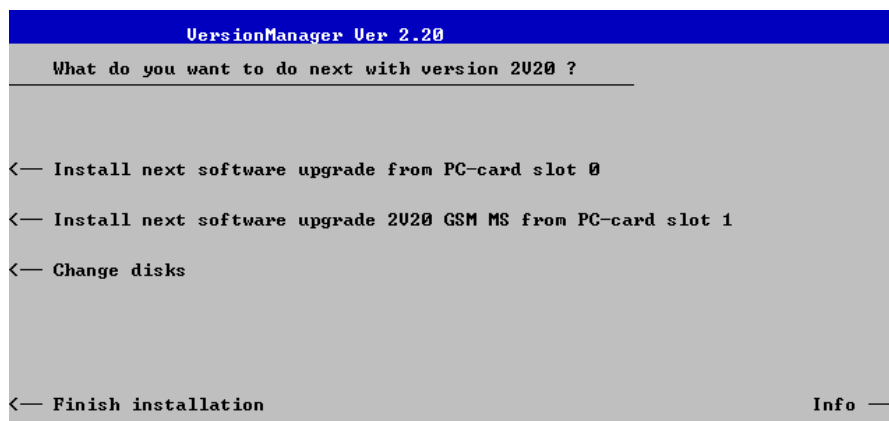 VersionManager Ver 2.20
What do you want to do next with version 2V20 ?
<— Install next software upgrade from PC-card slot 0
<— Install next software upgrade 2V20 GSM MS from PC-card slot 1
<— Change disks
<— Finish installation Info —